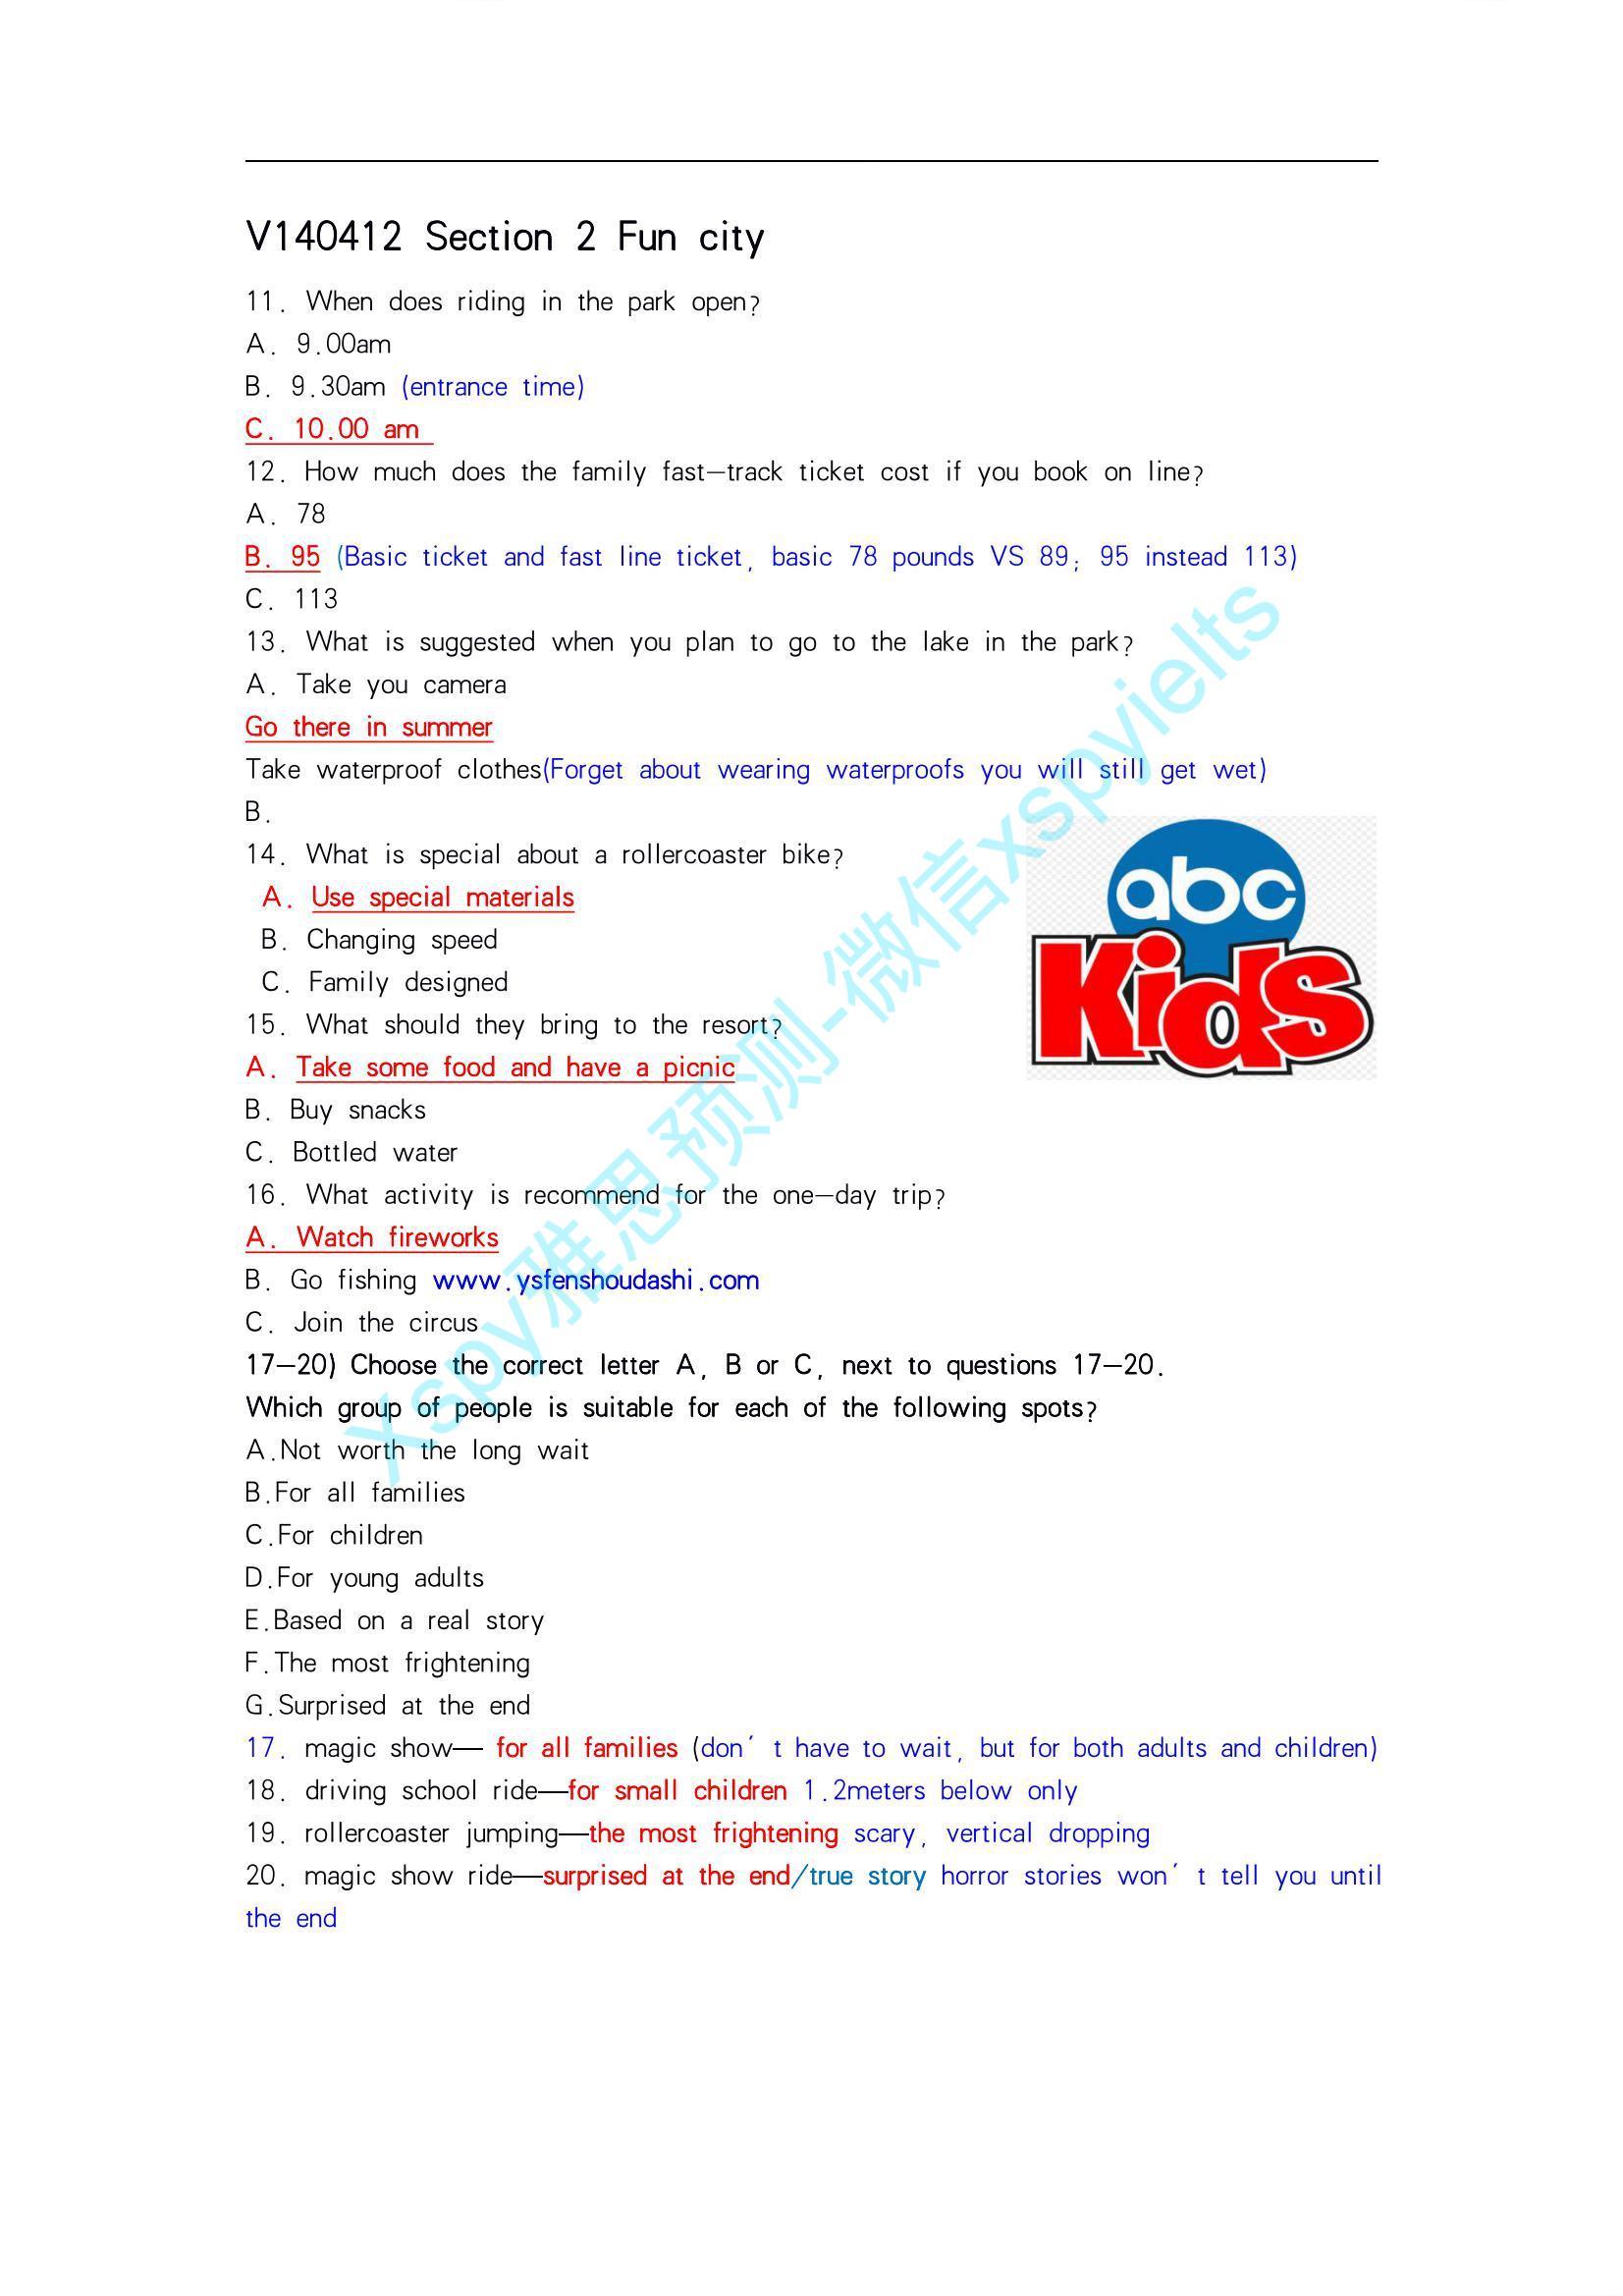 V140412 Section 2 Fun city
11. When does riding in the park open?
A. 9.00am
B. 9.30am (entrance time)
C. 10.00 am
12. How much does the family fast—track ticket cost if you book on line?
A. 78
B. 95 (Basic ticket and fast line ticket, basic 78 pounds VS 89; 95 instead 113)
C. 113
13. What is suggested when you plan to go to the lake in the park?
A. Take you camera
Go there in summer
Take waterproof clothes(Forget about wearing waterproofs you will still get wet)
B.
14. What is special about a rollercoaster bike?
A. Use special materials
B. Changing speed
C. Family designed
abc
Kids
15. What should they bring to the resort?
A. Take some food and have a picnic
B. Buy snacks
C. Bottled water
16. What activity is recommend for the one—day trip?
A. Watch fireworks
B. Go fishing www.ysfenshoudashi.com
C. Join the circus
17—20) Choose the correct letter A, B or C, next to questions 17—20.
Which group of people is suitable for each of the following spots?
A.Not worth the long wait
B.For all families
C.For children
D.For young adults
E.Based on a real story
F.The most frightening
G.Surprised at the end
17. magic show— for all families (don't have to wait, but for both adults and children)
18. driving school ride—for small children 1.2meters below only
19. rollercoaster jumping—the most frightening scary, vertical dropping
20. magic show ride—surprised at the end/true story horror stories won't tell you until
the end
Xspy雅思预测-微信xspyielts